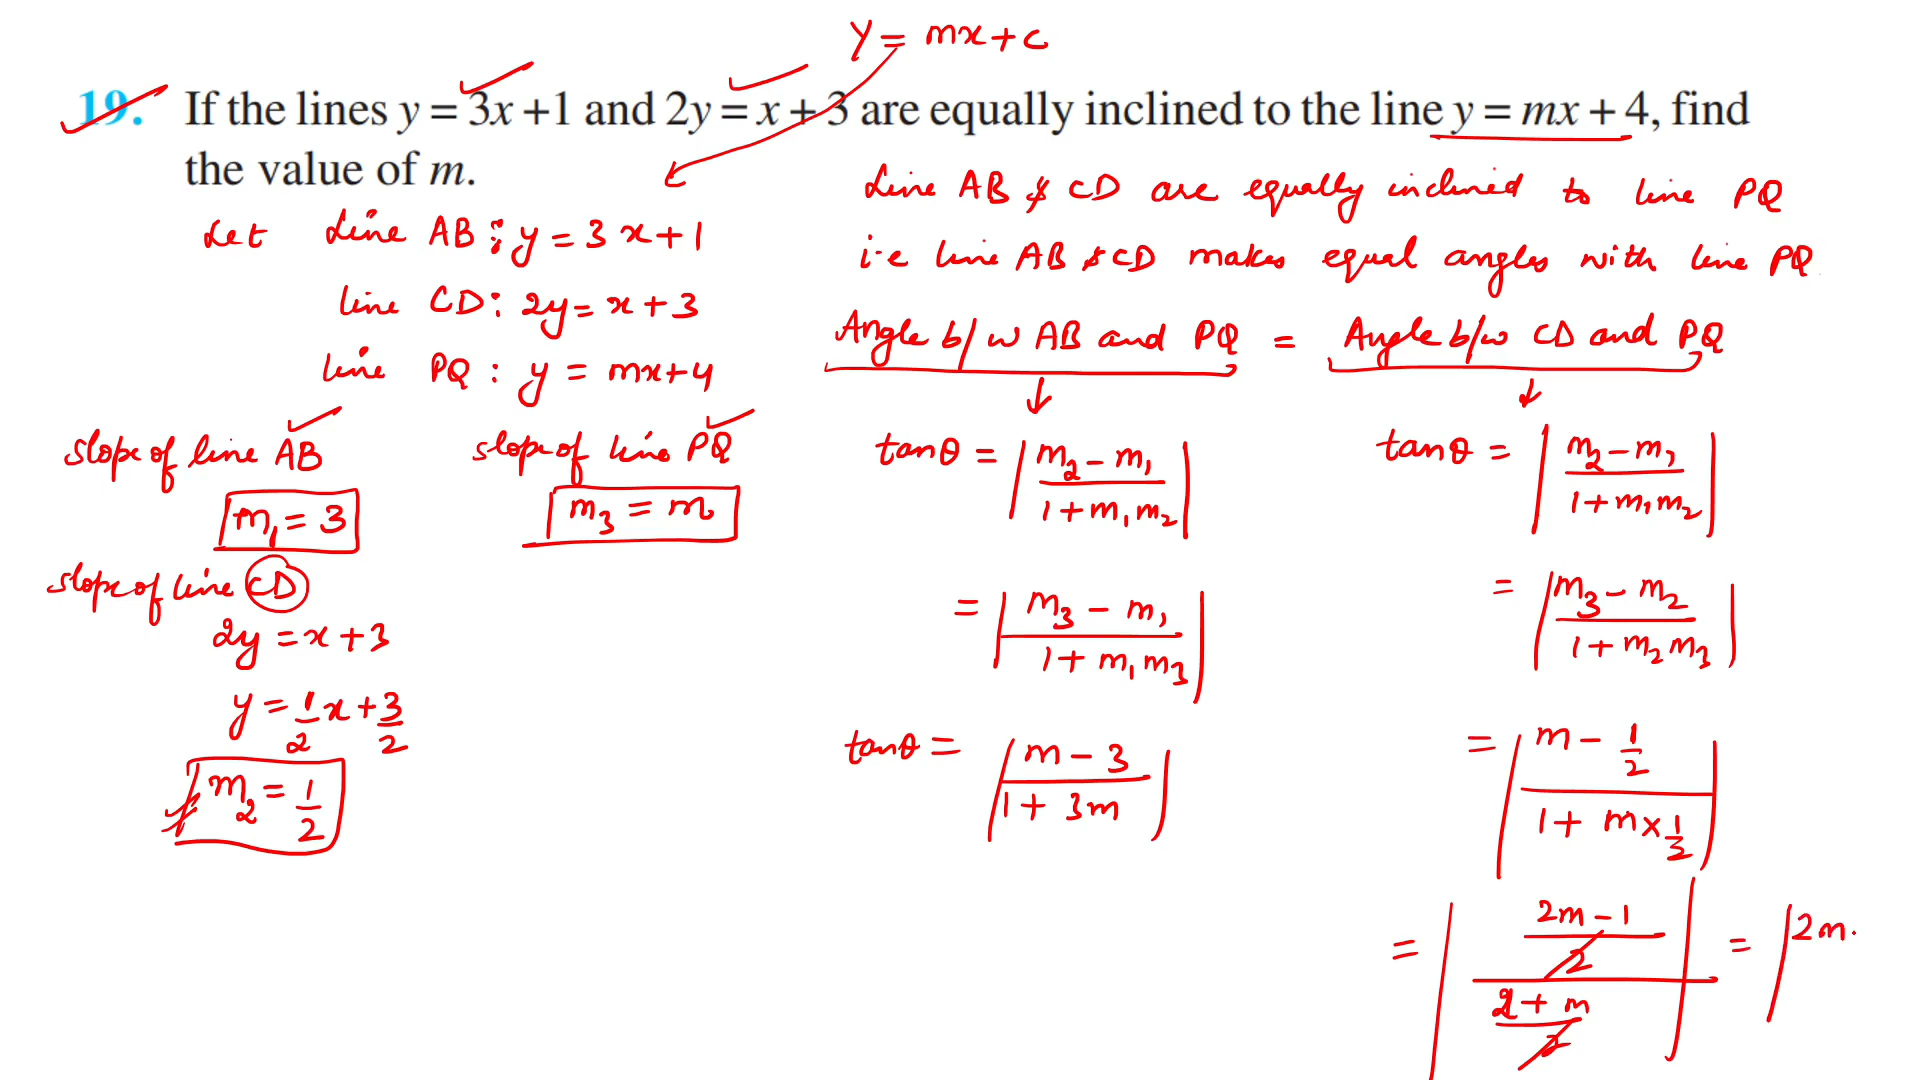 y = mx + c
19. If the lines y = 3x +1 and 2y = x + 3 are equally inclined to the line y = mx + 4, find
the value of m.
Let Line AB : y = 3x+1
line CD : 2y = x + 3
line PQ : y = mx+4
slope of line AB
m₁ = 3
slope of line PQ
m₃ = m
slope of line CD
2y = x + 3
y = 1/2 x + 3/2
m₂ = 1/2
Line AB & CD are equally inclined to line PQ
i.e line AB & CD makes equal angles with line PQ
Angle b/w AB and PQ = Angle b/w CD and PQ
tanθ = | (m₂ - m₁) / (1 + m₁m₂) |
= | (m₃ - m₁) / (1 + m₁m₃) |
tanθ = | (m - 3) / (1 + 3m) |
tanθ = | (m₂ - m₁) / (1 + m₁m₂) |
= | (m₃ - m₂) / (1 + m₂m₃) |
= | (m - 1/2) / (1 + m × 1/2) |
= | ((2m - 1)/2) / ((2 + m)/2) | = | 2m